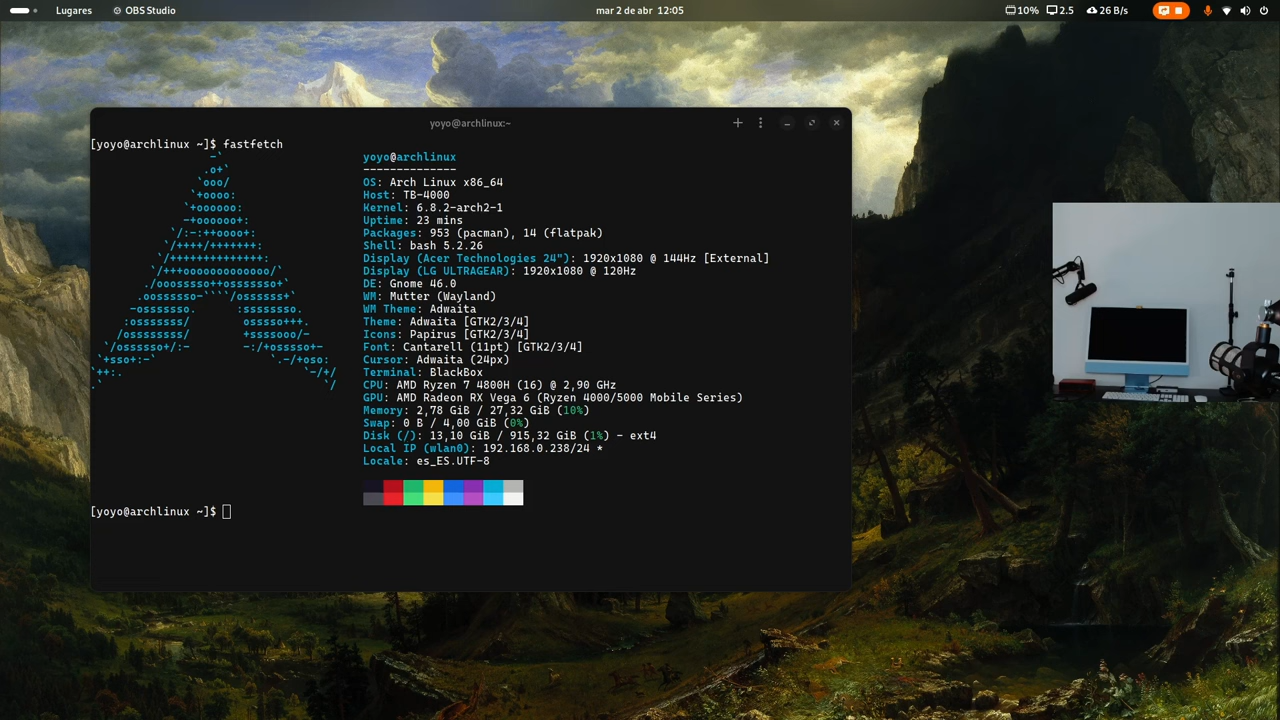 Lugares
OBS Studio
mar 2 de abr 12:05
10%
2.5
26 B/s
yoyo@archlinux:~
[yoyo@archlinux ~]$ fastfetch
yoyo@archlinux
--------------
OS: Arch Linux x86_64
Host: TB-4000
Kernel: 6.8.2-arch2-1
Uptime: 23 mins
Packages: 953 (pacman), 14 (flatpak)
Shell: bash 5.2.26
Display (Acer Technologies 24"): 1920x1080 @ 144Hz [External]
Display (LG ULTRAGEAR): 1920x1080 @ 120Hz
DE: Gnome 46.0
WM: Mutter (Wayland)
WM Theme: Adwaita
Theme: Adwaita [GTK2/3/4]
Icons: Papirus [GTK2/3/4]
Font: Cantarell (11pt) [GTK2/3/4]
Cursor: Adwaita (24px)
Terminal: BlackBox
CPU: AMD Ryzen 7 4800H (16) @ 2,90 GHz
GPU: AMD Radeon RX Vega 6 (Ryzen 4000/5000 Mobile Series)
Memory: 2,78 GiB / 27,32 GiB (10%)
Swap: 0 B / 4,00 GiB (0%)
Disk (/): 13,10 GiB / 915,32 GiB (1%) - ext4
Local IP (wlan0): 192.168.0.238/24 *
Locale: es_ES.UTF-8
[yoyo@archlinux ~]$